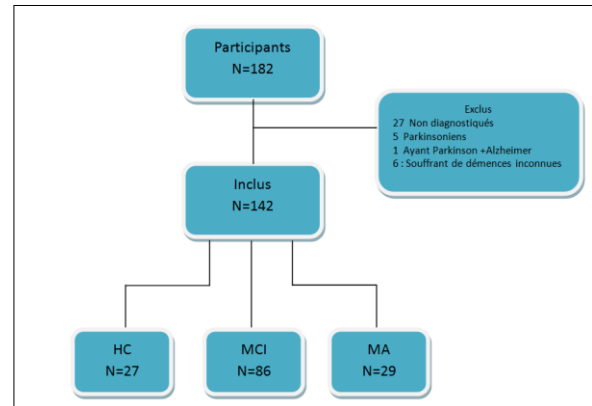 Participants
N=182
Exclus
27 Non diagnostiqués
5 Parkinsoniens
1 Ayant Parkinson +Alzheimer
6 : Souffrant de démences inconnues
Inclus
N=142
HC
N=27
MCI
N=86
MA
N=29